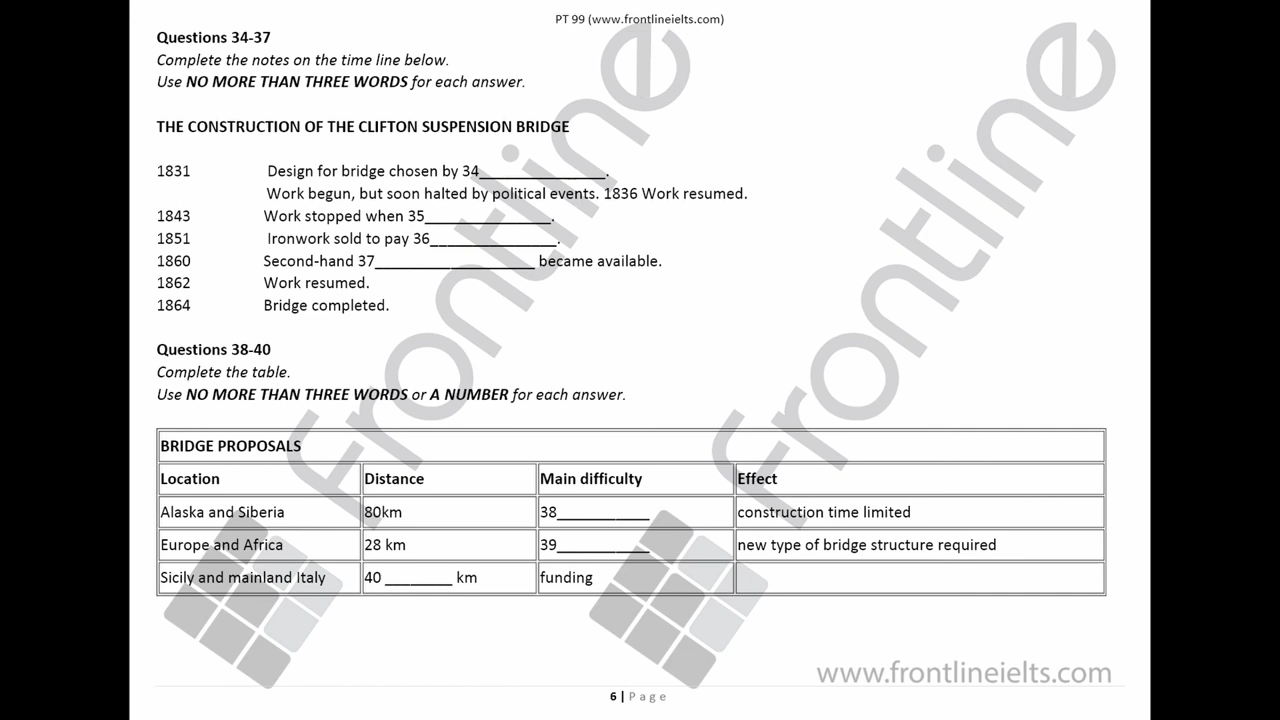 PT 99 (www.frontlineielts.com)
Questions 34-37
Complete the notes on the time line below.
Use NO MORE THAN THREE WORDS for each answer.
THE CONSTRUCTION OF THE CLIFTON SUSPENSION BRIDGE
1831 Design for bridge chosen by 34_______________.
Work begun, but soon halted by political events. 1836 Work resumed.
1843 Work stopped when 35_______________.
1851 Ironwork sold to pay 36_______________.
1860 Second-hand 37___________________ became available.
1862 Work resumed.
1864 Bridge completed.
Questions 38-40
Complete the table.
Use NO MORE THAN THREE WORDS or A NUMBER for each answer.
BRIDGE PROPOSALS
Location Distance Main difficulty Effect
Alaska and Siberia 80km 38___________ construction time limited
Europe and Africa 28 km 39___________ new type of bridge structure required
Sicily and mainland Italy 40 ________ km funding
frontline
frontline
www.frontlineielts.com
6 | Page